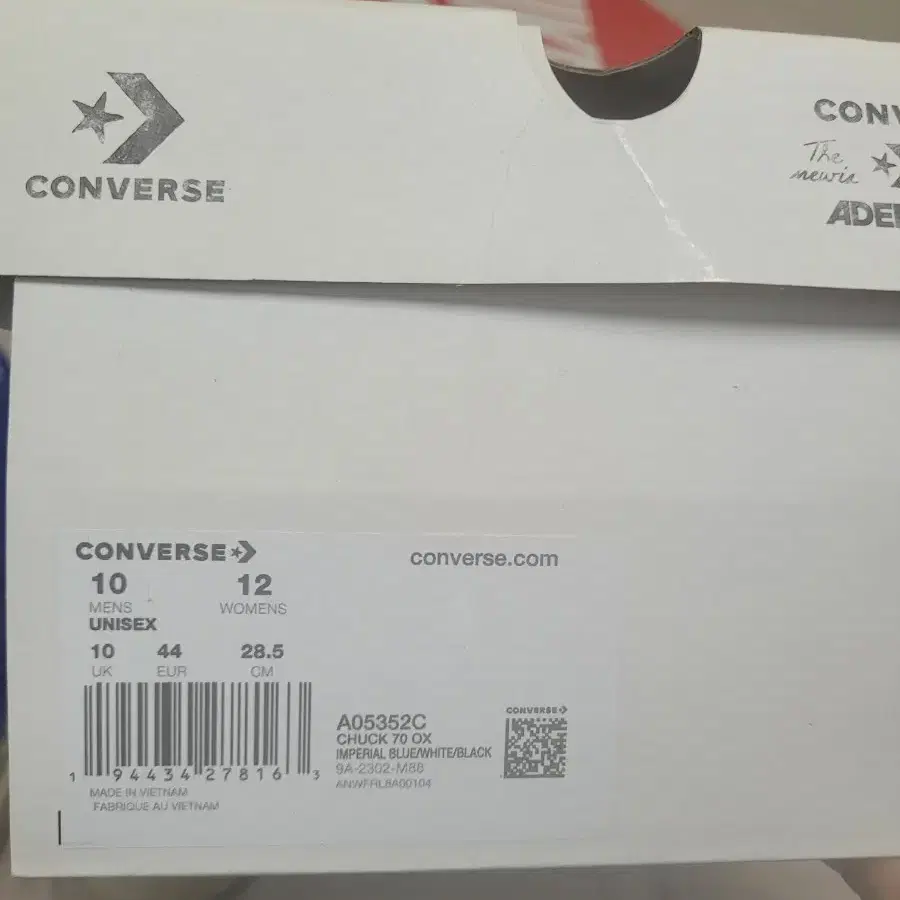 CONVERSE
CONV
The
newin
ADE
CONVERSE
converse.com
10 12
MENS WOMENS
UNISEX
10 44 28.5
UK EUR CM
1 94434 27816 3
MADE IN VIETNAM
FABRIQUE AU VIETNAM
A05352C
CHUCK 70 OX
IMPERIAL BLUE/WHITE/BLACK
9A-2302-M88
CONVERSE